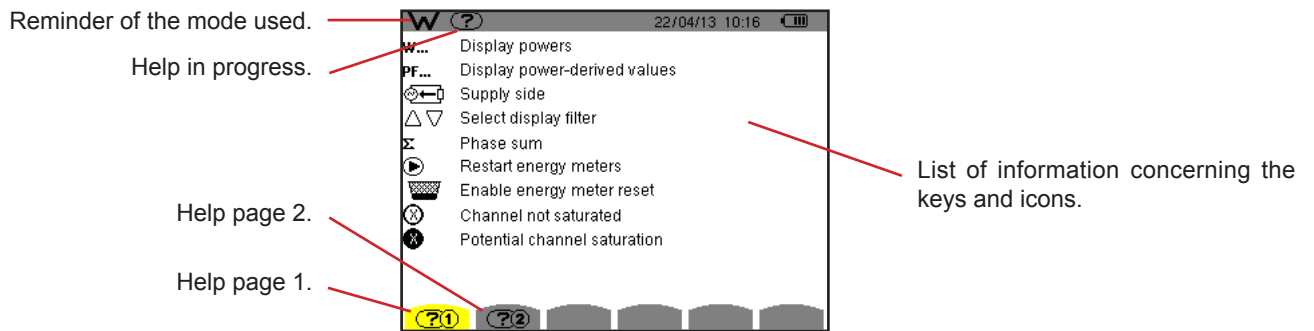 Reminder of the mode used.
Help in progress.
Help page 2.
Help page 1.
W ? 22/04/13 10:16
W... Display powers
PF... Display power-derived values
Supply side
Select display filter
Σ Phase sum
Restart energy meters
Enable energy meter reset
X Channel not saturated
X Potential channel saturation
?1 ?2
List of information concerning the
keys and icons.